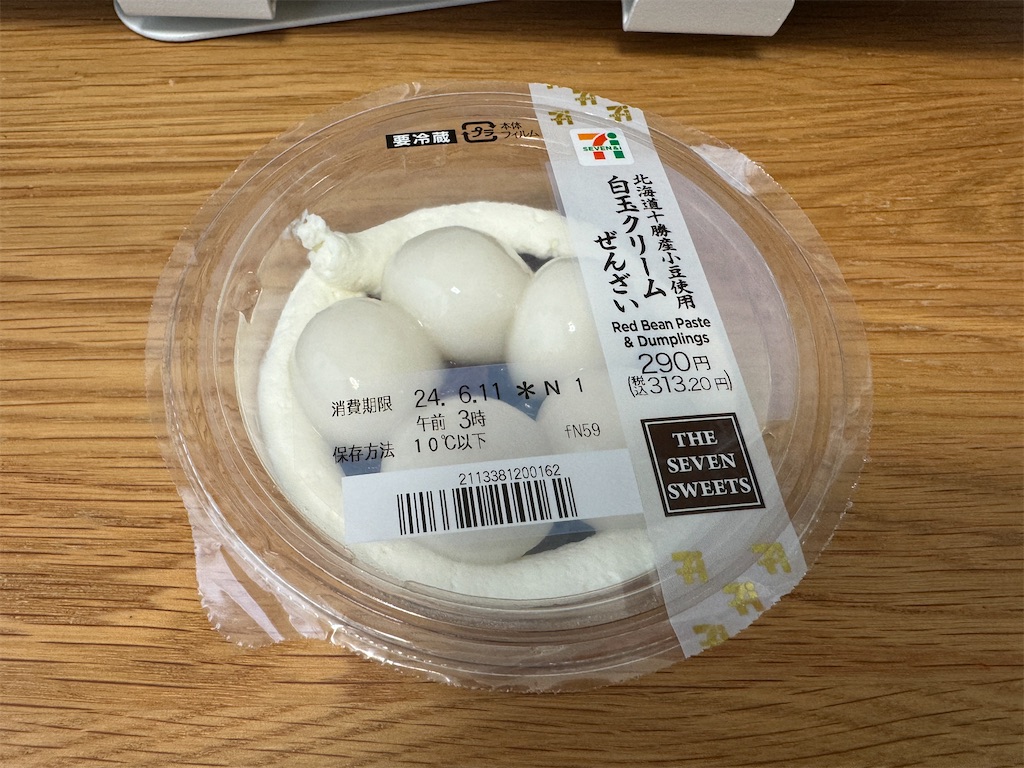 要冷蔵
プラ
本体
フィルム
7i
SEVEN&i
北海道十勝産小豆使用
白玉クリーム
ぜんざい
Red Bean Paste
& Dumplings
290円
(税込313.20円)
THE
SEVEN
SWEETS
消費期限 24. 6.11 *N 1
午前 3時
保存方法 10℃以下
fN59
2113381200162